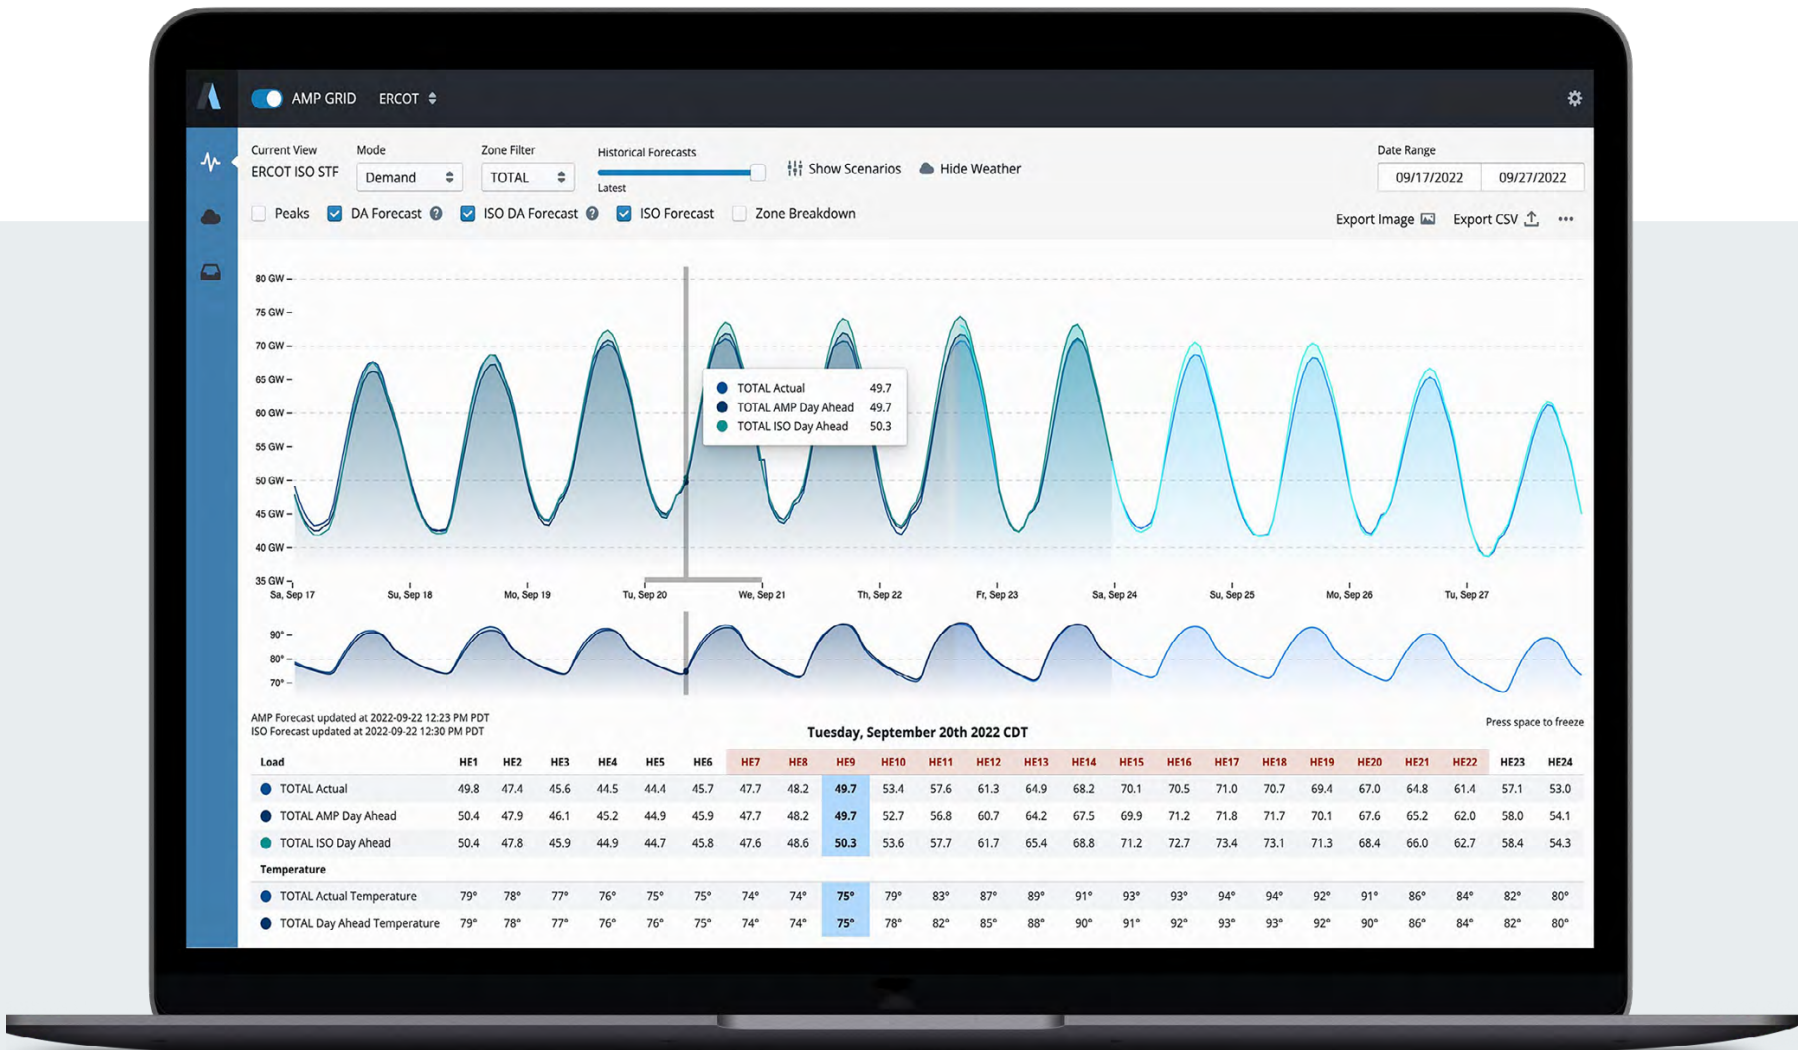 AMP GRID ERCOT
Current View Mode Zone Filter Historical Forecasts Date Range
ERCOT ISO STF Demand TOTAL Latest Show Scenarios Hide Weather 09/17/2022 09/27/2022
Peaks DA Forecast ? ISO DA Forecast ? ISO Forecast Zone Breakdown
Export Image Export CSV
80 GW
75 GW
70 GW
65 GW
60 GW
55 GW
50 GW
45 GW
40 GW
35 GW
TOTAL Actual 49.7
TOTAL AMP Day Ahead 49.7
TOTAL ISO Day Ahead 50.3
Sa, Sep 17 Su, Sep 18 Mo, Sep 19 Tu, Sep 20 We, Sep 21 Th, Sep 22 Fr, Sep 23 Sa, Sep 24 Su, Sep 25 Mo, Sep 26 Tu, Sep 27
90°
80°
70°
AMP Forecast updated at 2022-09-22 12:23 PM PDT
ISO Forecast updated at 2022-09-22 12:30 PM PDT
Tuesday, September 20th 2022 CDT
Press space to freeze
Load HE1 HE2 HE3 HE4 HE5 HE6 HE7 HE8 HE9 HE10 HE11 HE12 HE13 HE14 HE15 HE16 HE17 HE18 HE19 HE20 HE21 HE22 HE23 HE24
TOTAL Actual 49.8 47.4 45.6 44.5 44.4 45.7 47.7 48.2 49.7 53.4 57.6 61.3 64.9 68.2 70.1 70.5 71.0 70.7 69.4 67.0 64.8 61.4 57.1 53.0
TOTAL AMP Day Ahead 50.4 47.9 46.1 45.2 44.9 45.9 47.7 48.2 49.7 52.7 56.8 60.7 64.2 67.5 69.9 71.2 71.8 71.7 70.1 67.6 65.2 62.0 58.0 54.1
TOTAL ISO Day Ahead 50.4 47.8 45.9 44.9 44.7 45.8 47.6 48.6 50.3 53.6 57.7 61.7 65.4 68.8 71.2 72.7 73.4 73.1 71.3 68.4 66.0 62.7 58.4 54.3
Temperature
TOTAL Actual Temperature 79° 78° 77° 76° 75° 75° 74° 74° 75° 79° 83° 87° 89° 91° 93° 93° 94° 94° 92° 91° 86° 84° 82° 80°
TOTAL Day Ahead Temperature 79° 78° 77° 76° 76° 75° 74° 74° 75° 78° 82° 85° 88° 90° 91° 92° 93° 93° 92° 90° 86° 84° 82° 80°